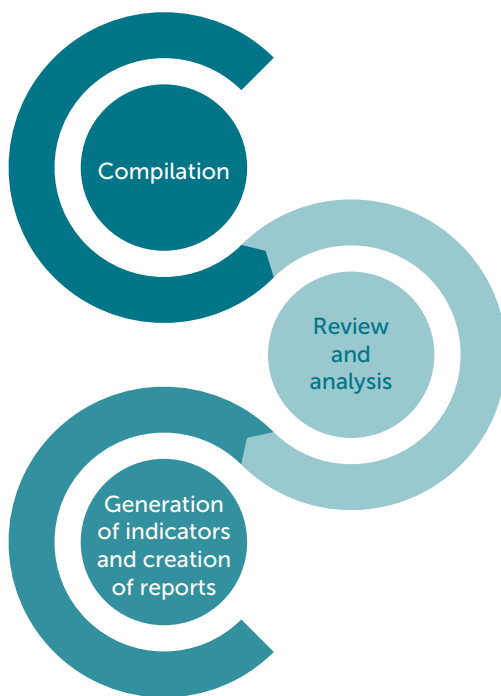 Compilation
Review
and
analysis
Generation
of indicators
and creation
of reports